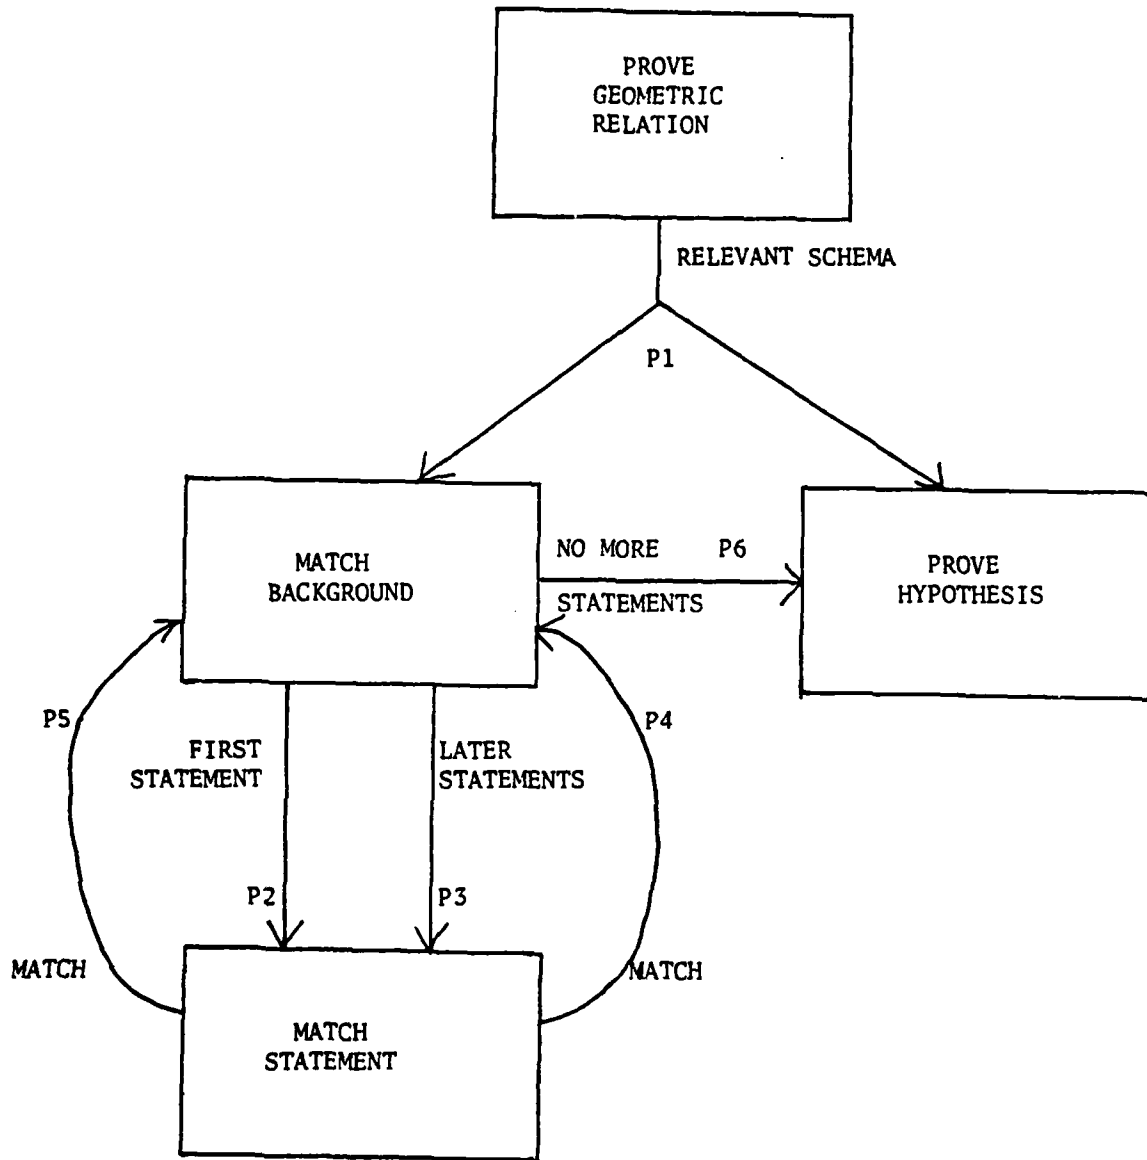 PROVE
GEOMETRIC
RELATION
RELEVANT SCHEMA
P1
MATCH
BACKGROUND
NO MORE P6
STATEMENTS
PROVE
HYPOTHESIS
P5
FIRST
STATEMENT
LATER
STATEMENTS
P4
P2
P3
MATCH
MATCH
MATCH
STATEMENT